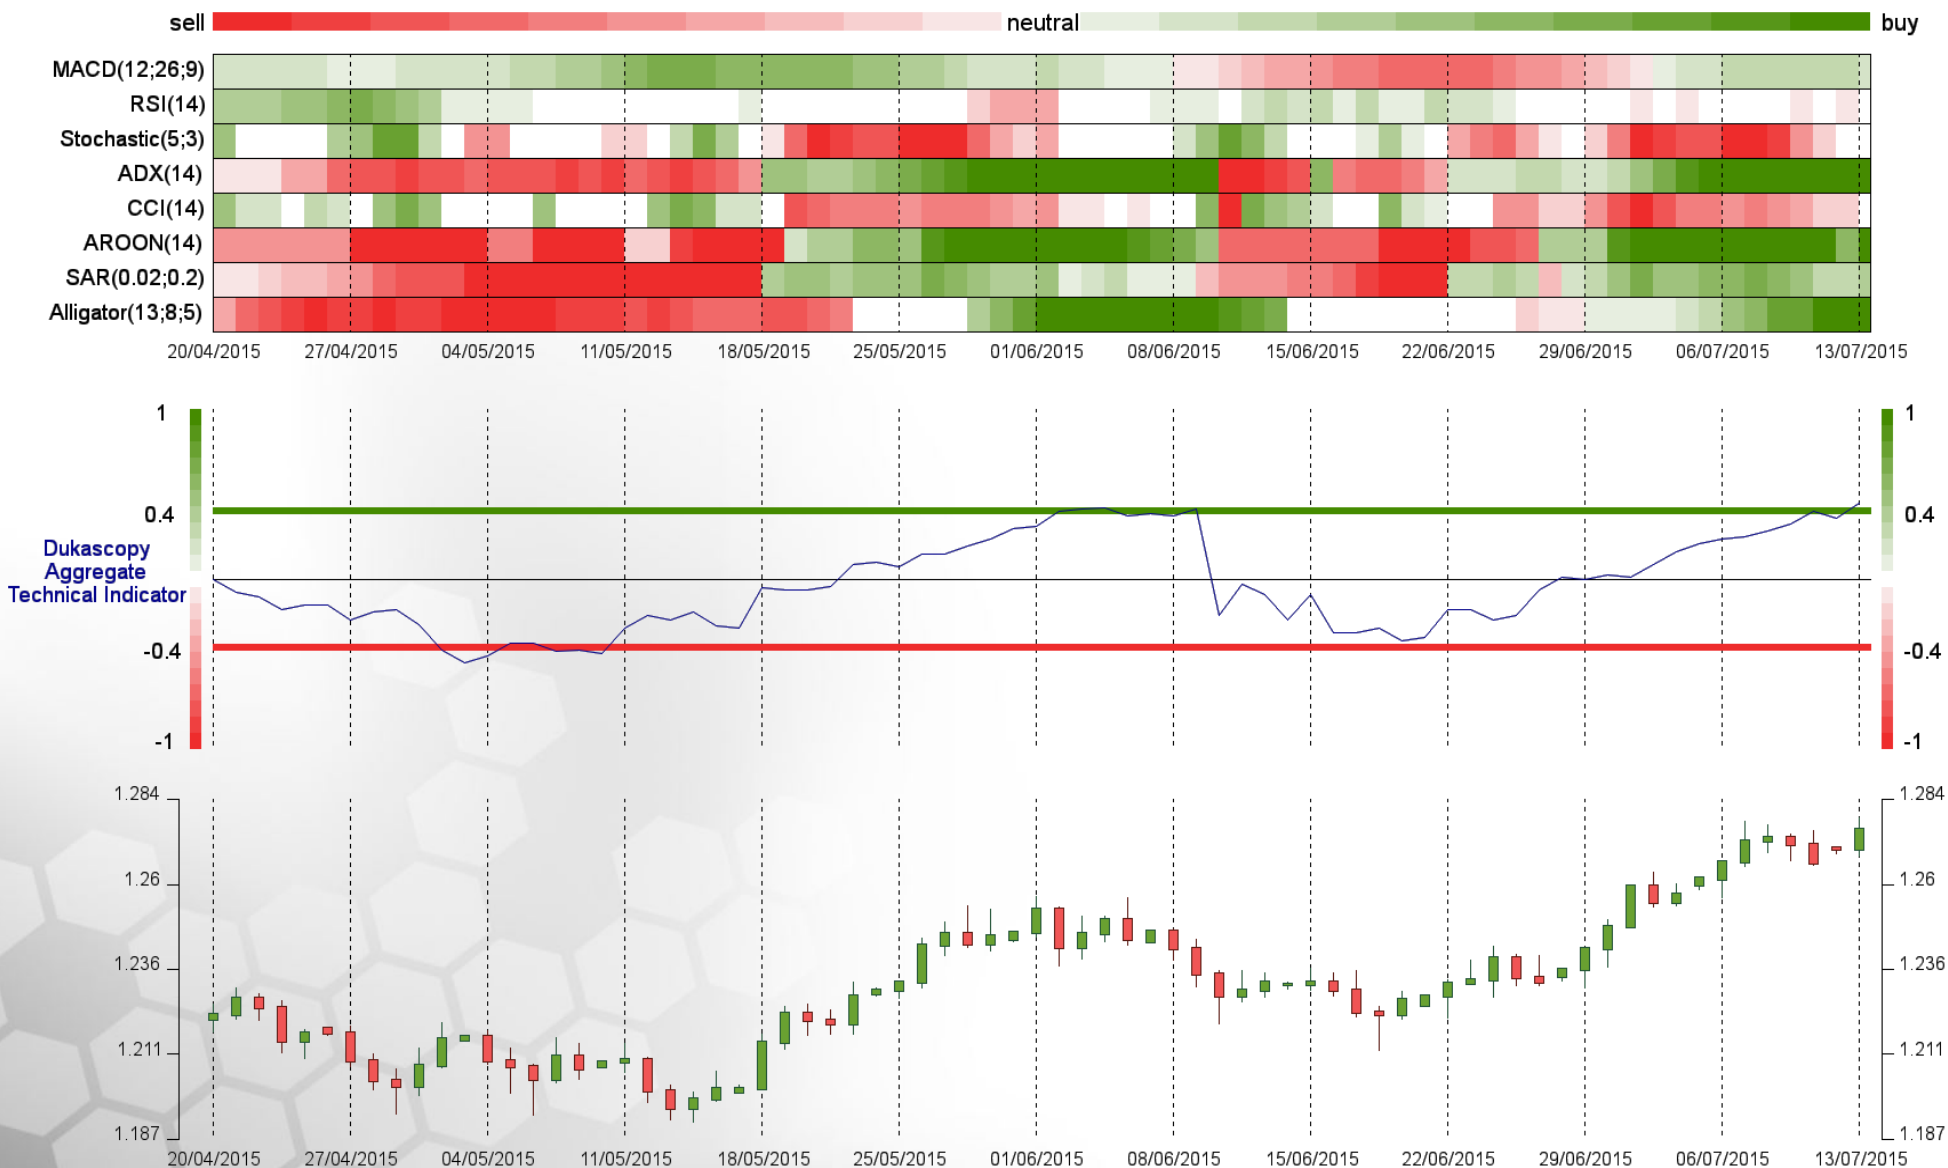 sell neutral buy
MACD(12;26;9)
RSI(14)
Stochastic(5;3)
ADX(14)
CCI(14)
AROON(14)
SAR(0.02;0.2)
Alligator(13;8;5)
20/04/2015 27/04/2015 04/05/2015 11/05/2015 18/05/2015 25/05/2015 01/06/2015 08/06/2015 15/06/2015 22/06/2015 29/06/2015 06/07/2015 13/07/2015
1 1
0.4 0.4
Dukascopy
Aggregate
Technical Indicator
-0.4 -0.4
-1 -1
1.284 1.284
1.26 1.26
1.236 1.236
1.211 1.211
1.187 1.187
20/04/2015 27/04/2015 04/05/2015 11/05/2015 18/05/2015 25/05/2015 01/06/2015 08/06/2015 15/06/2015 22/06/2015 29/06/2015 06/07/2015 13/07/2015